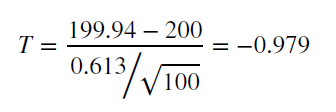 T = (199.94 − 200) / (0.613/√100) = −0.979